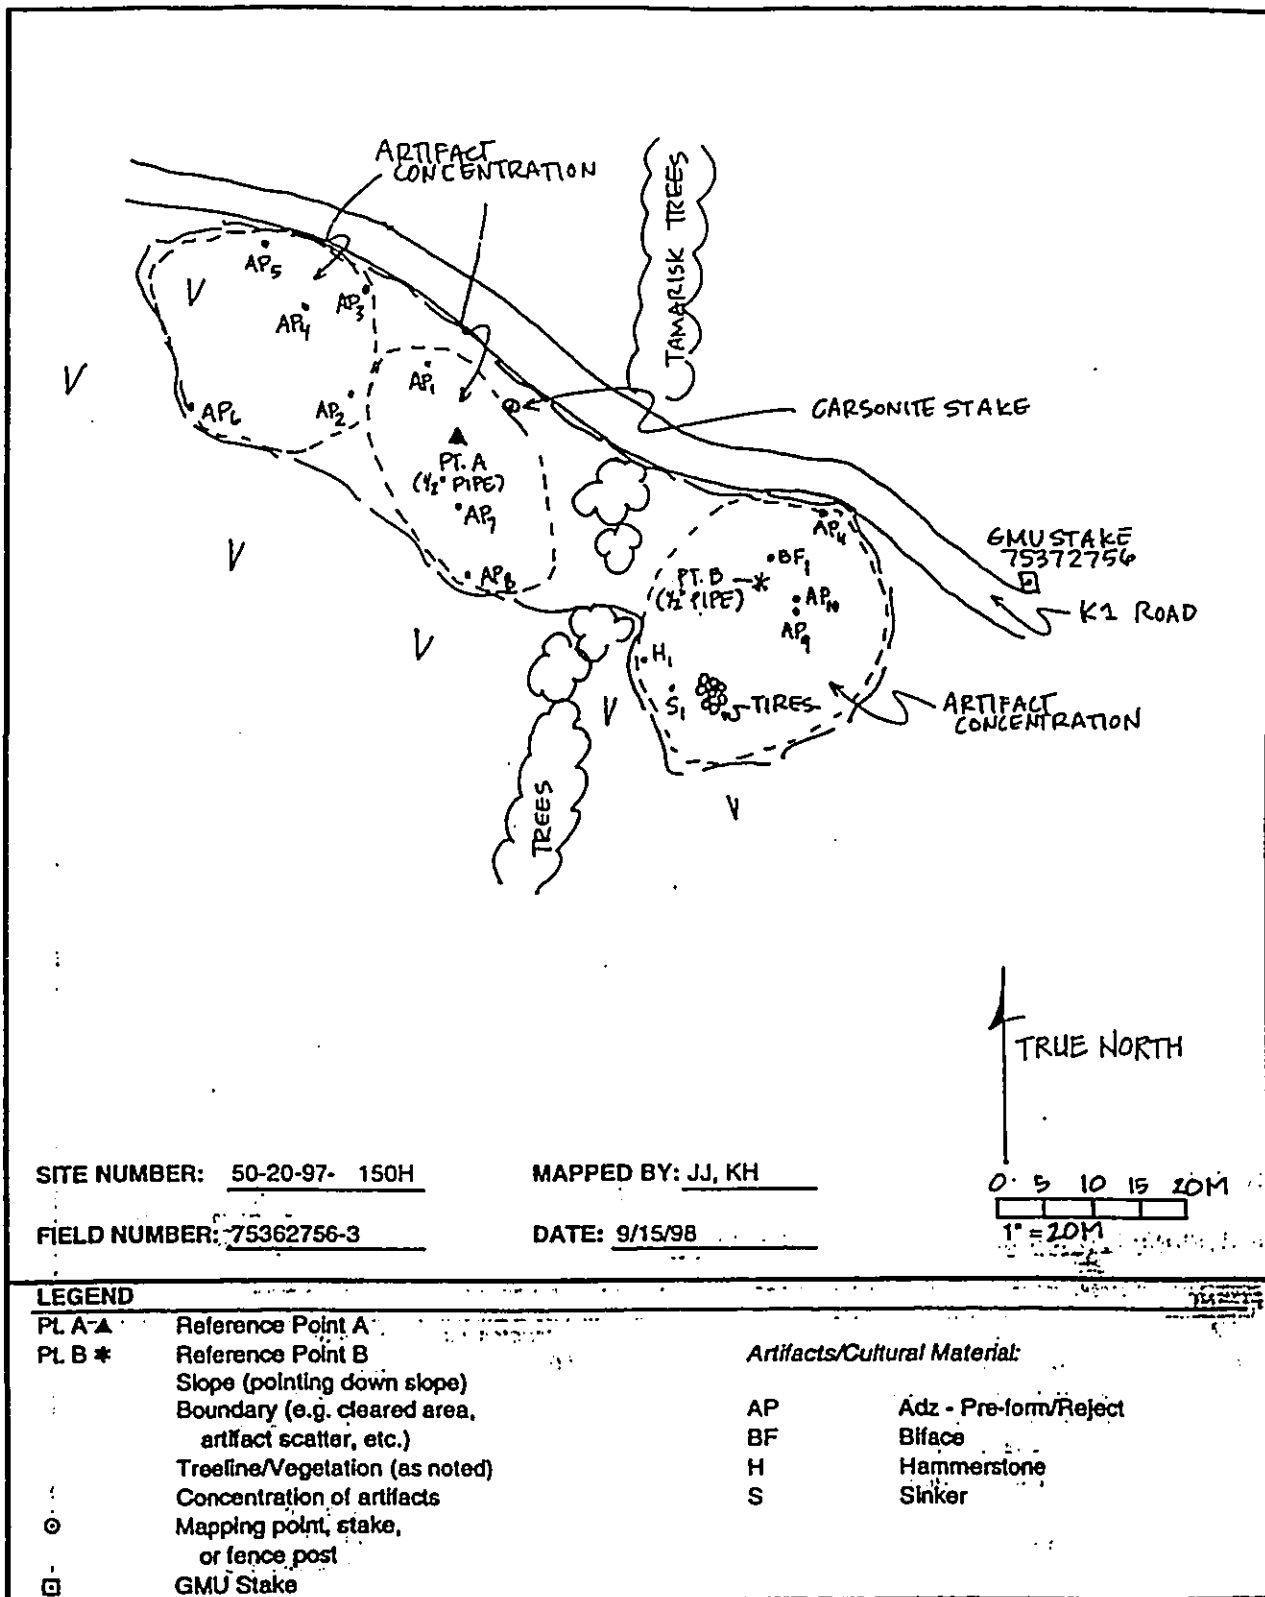 ARTIFACT
CONCENTRATION
TAMARISK TREES
AP5
V
AP4
AP3
V
AP6
AP2
AP1
CARSONITE STAKE
PT. A
(1/2" PIPE)
AP7
AP8
V
V
AP11
GMU STAKE
75372756
BF1
PT. B
(1/2" PIPE)
AP10
AP9
K1 ROAD
H1
S1
TIRES
V
ARTIFACT
CONCENTRATION
V
TREES
TRUE NORTH
0 5 10 15 20M
1" = 20M
SITE NUMBER: 50-20-97- 150H
MAPPED BY: JJ, KH
FIELD NUMBER: 75362756-3
DATE: 9/15/98
LEGEND
Pt. A ▲ Reference Point A
Pt. B * Reference Point B
Slope (pointing down slope)
Boundary (e.g. cleared area,
artifact scatter, etc.)
Treeline/Vegetation (as noted)
Concentration of artifacts
Mapping point, stake,
or fence post
GMU Stake
Artifacts/Cultural Material:
AP Adz - Pre-form/Reject
BF Biface
H Hammerstone
S Sinker